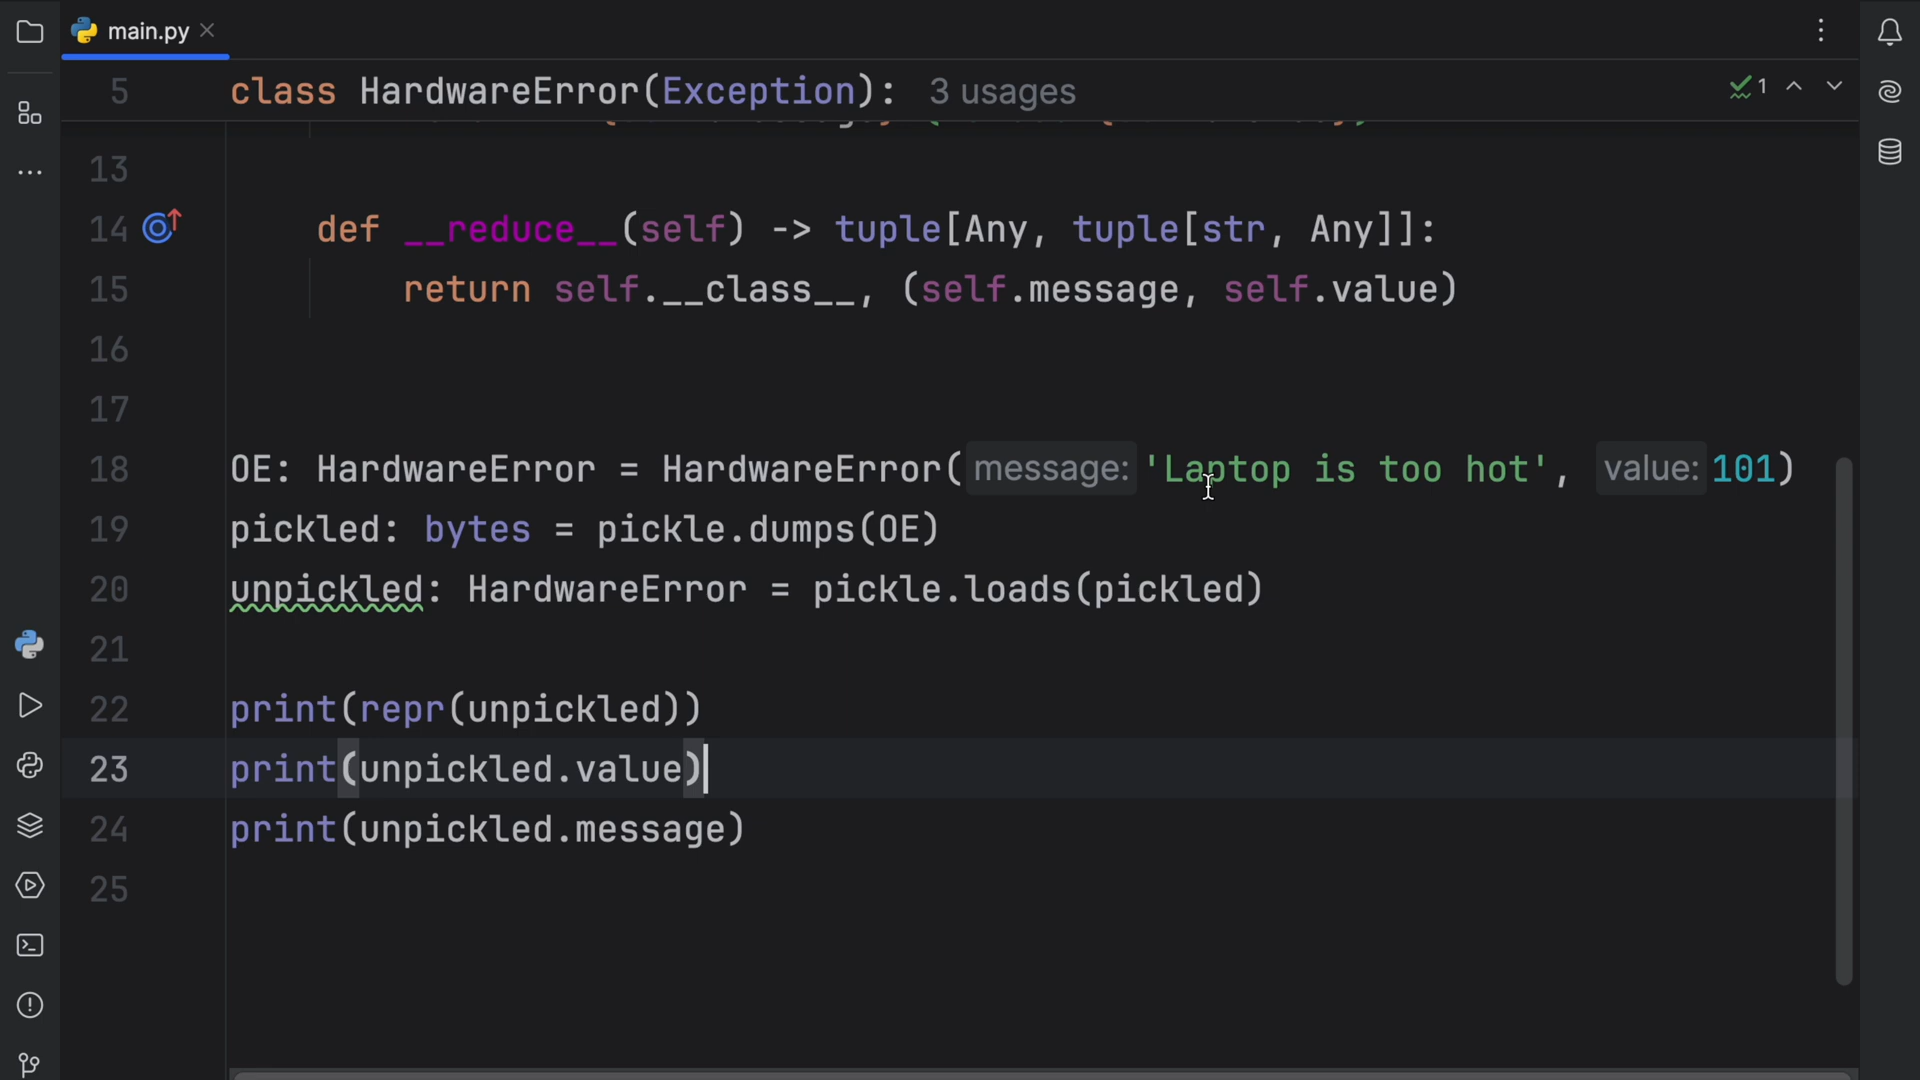 main.py
5 class HardwareError(Exception): 3 usages
1
13
14 def __reduce__(self) -> tuple[Any, tuple[str, Any]]:
15 return self.__class__, (self.message, self.value)
16
17
18 OE: HardwareError = HardwareError( message: 'Laptop is too hot', value: 101)
19 pickled: bytes = pickle.dumps(OE)
20 unpickled: HardwareError = pickle.loads(pickled)
21
22 print(repr(unpickled))
23 print(unpickled.value)
24 print(unpickled.message)
25